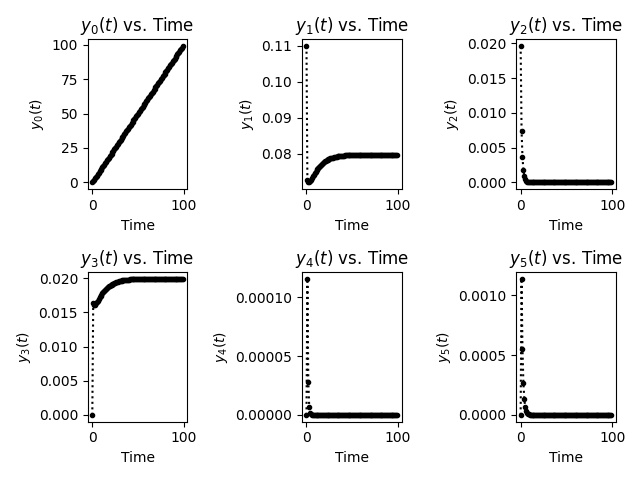 y₀(t) vs. Time
y₁(t) vs. Time
y₂(t) vs. Time
100
75
50
25
0
y₀(t)
0
100
Time
0.11
0.10
0.09
0.08
y₁(t)
0
100
Time
0.020
0.015
0.010
0.005
0.000
y₂(t)
0
100
Time
y₃(t) vs. Time
y₄(t) vs. Time
y₅(t) vs. Time
0.020
0.015
0.010
0.005
0.000
y₃(t)
0
100
Time
0.00010
0.00005
0.00000
y₄(t)
0
100
Time
0.0010
0.0005
0.0000
y₅(t)
0
100
Time